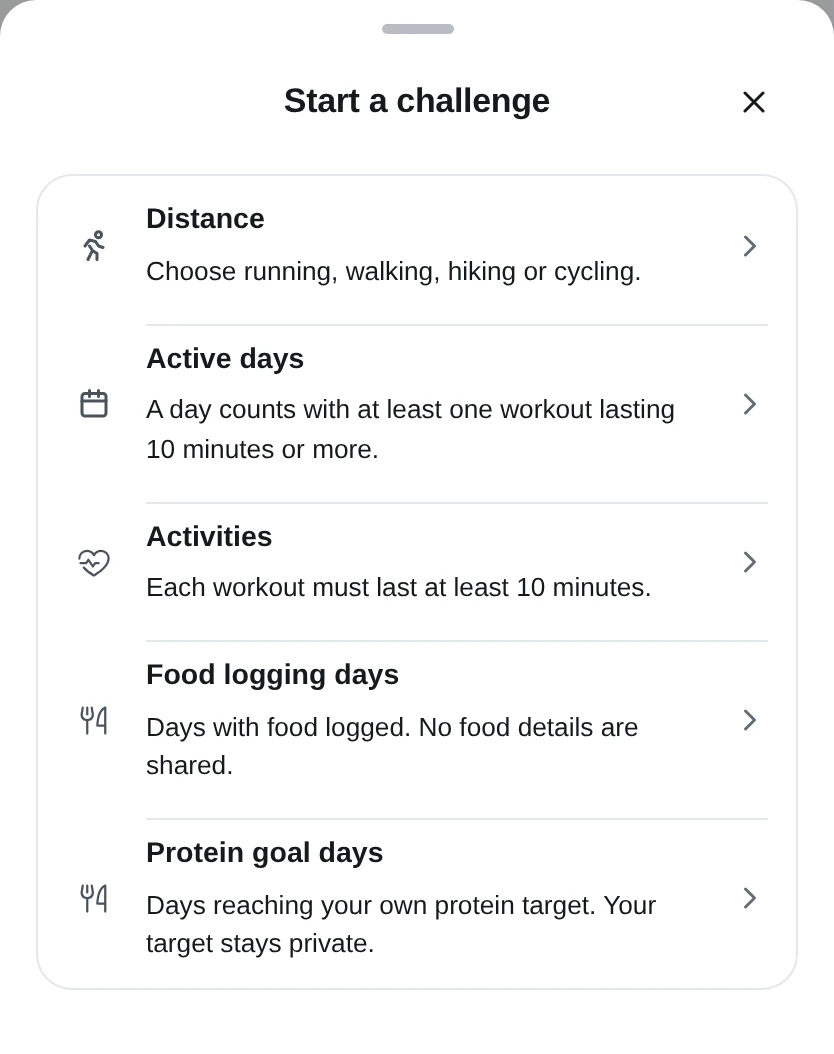 Start a challenge
Distance
Choose running, walking, hiking or cycling.
Active days
A day counts with at least one workout lasting
10 minutes or more.
Activities
Each workout must last at least 10 minutes.
Food logging days
Days with food logged. No food details are
shared.
Protein goal days
Days reaching your own protein target. Your
target stays private.